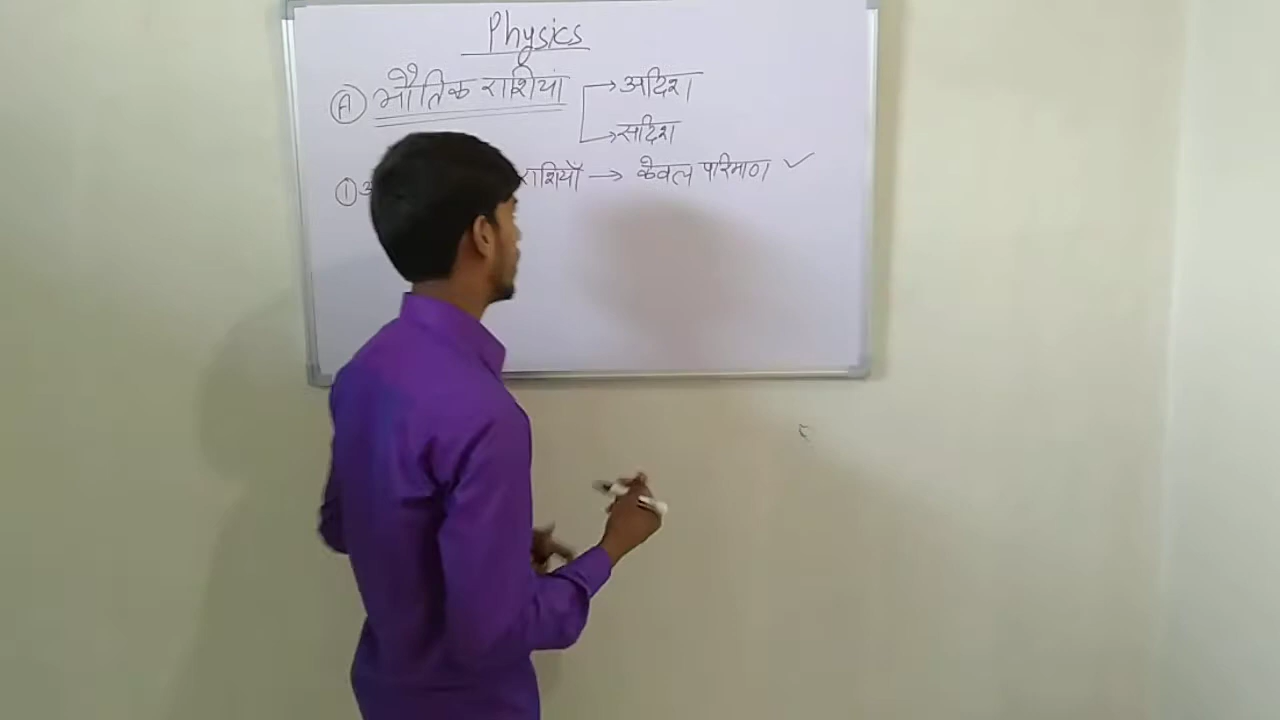 Physics
Ⓐ भौतिक राशियां → अदिश
→ सदिश
① अ राशियाँ → केवल परिमाण ✓